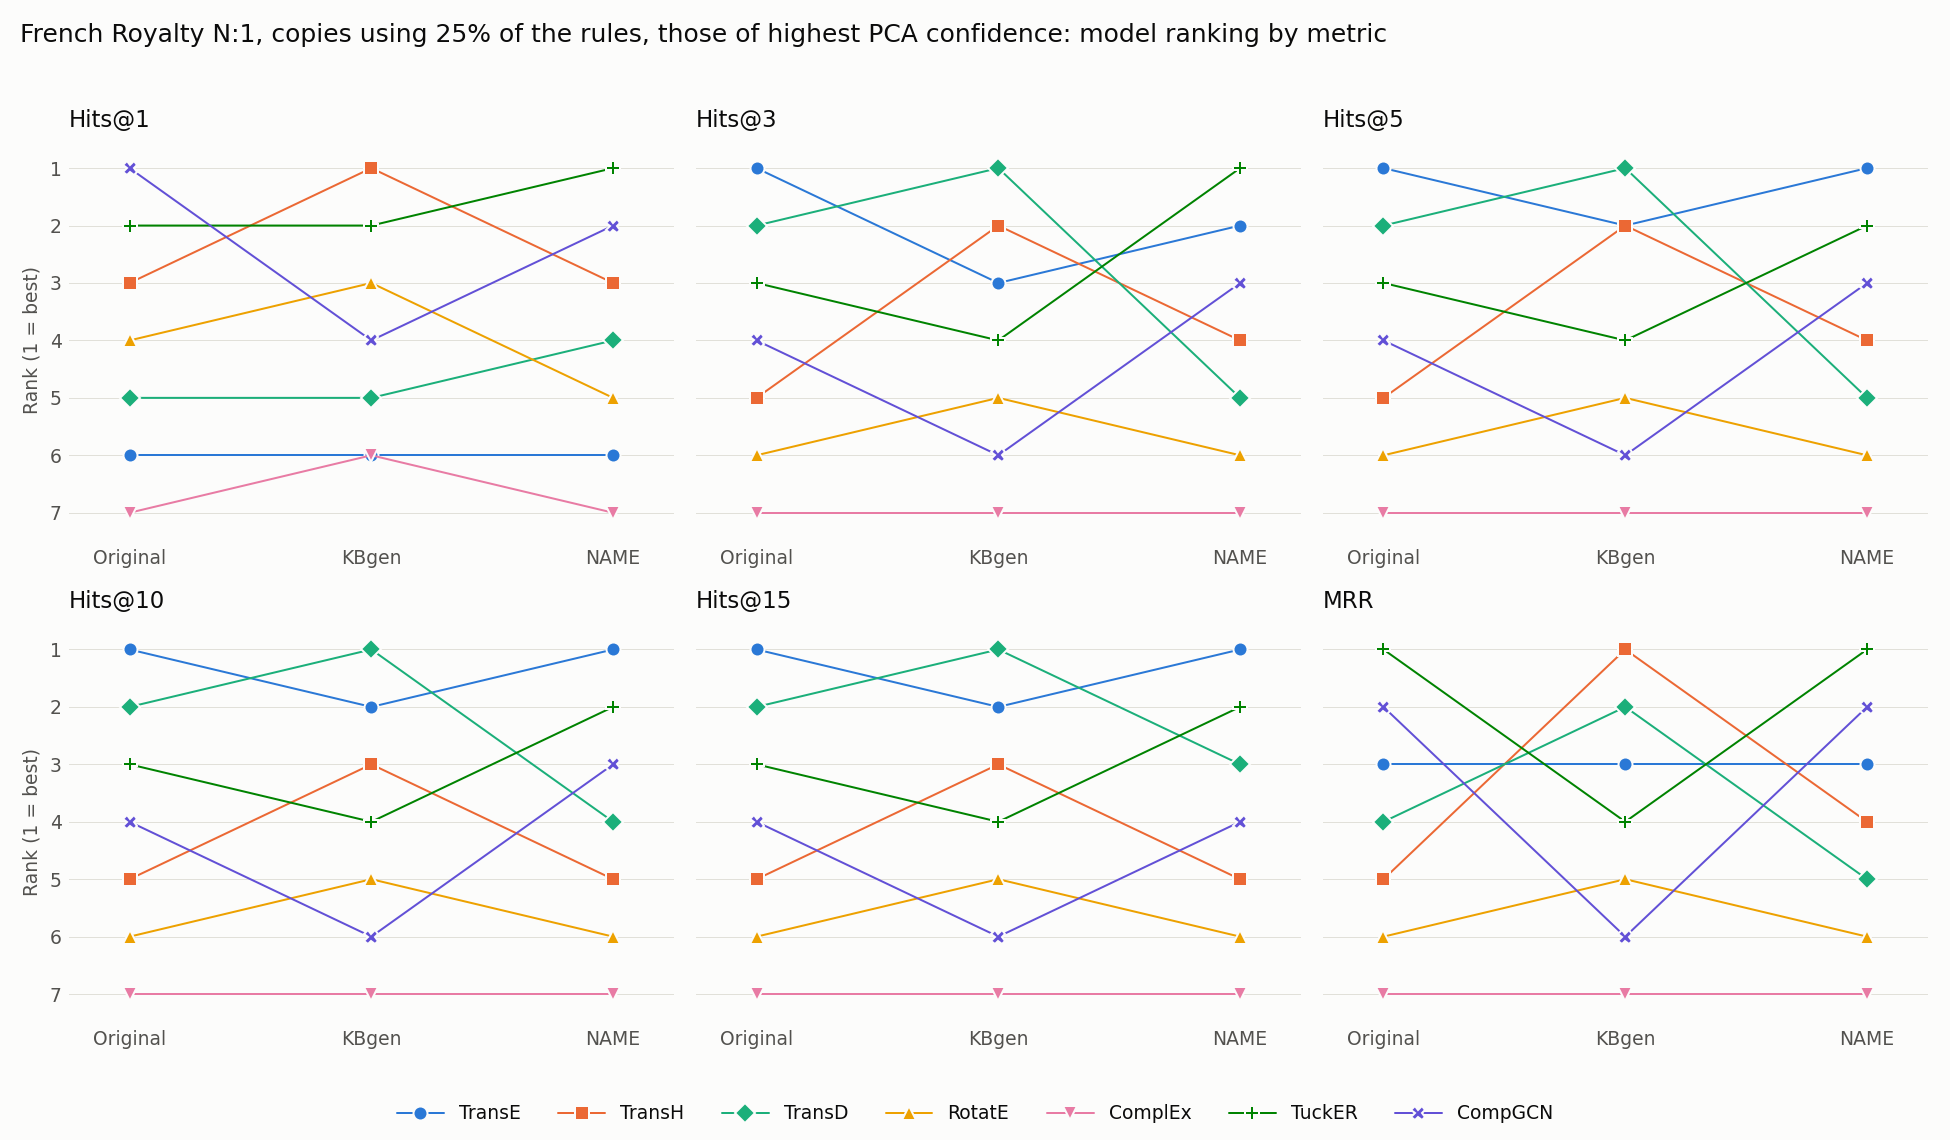 French Royalty N:1, copies using 25% of the rules, those of highest PCA confidence: model ranking by metric
Hits@1
Hits@3
Hits@5
Rank (1 = best)
1
2
3
4
5
6
7
Original
KBgen
NAME
Original
KBgen
NAME
Original
KBgen
NAME
Hits@10
Hits@15
MRR
Rank (1 = best)
1
2
3
4
5
6
7
Original
KBgen
NAME
Original
KBgen
NAME
Original
KBgen
NAME
TransE
TransH
TransD
RotatE
ComplEx
TuckER
CompGCN